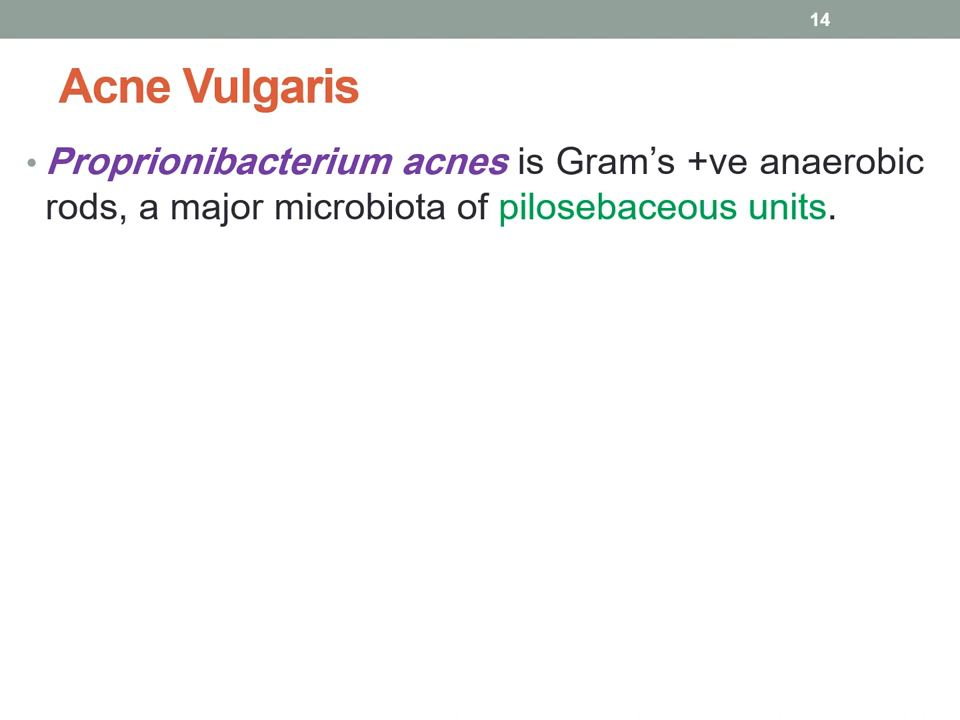 14
Acne Vulgaris
• Proprionibacterium acnes is Gram’s +ve anaerobic
rods, a major microbiota of pilosebaceous units.